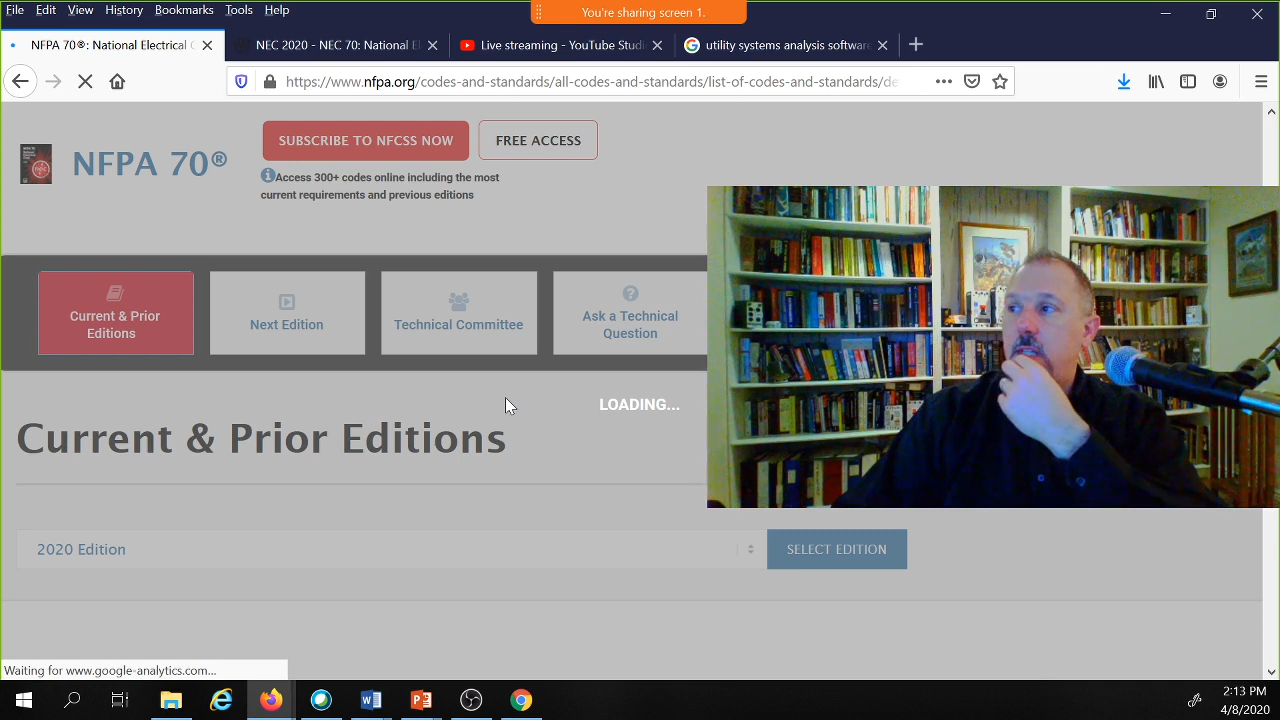 File Edit View History Bookmarks Tools Help
You're sharing screen 1.
NFPA 70®: National Electrical C
NEC 2020 - NEC 70: National El
Live streaming - YouTube Studi
utility systems analysis software
https://www.nfpa.org/codes-and-standards/all-codes-and-standards/list-of-codes-and-standards/de
NFPA 70®
SUBSCRIBE TO NFCSS NOW
FREE ACCESS
Access 300+ codes online including the most
current requirements and previous editions
Current & Prior
Editions
Next Edition
Technical Committee
Ask a Technical
Question
LOADING...
Current & Prior Editions
2020 Edition
SELECT EDITION
Waiting for www.google-analytics.com...
2:13 PM
4/8/2020